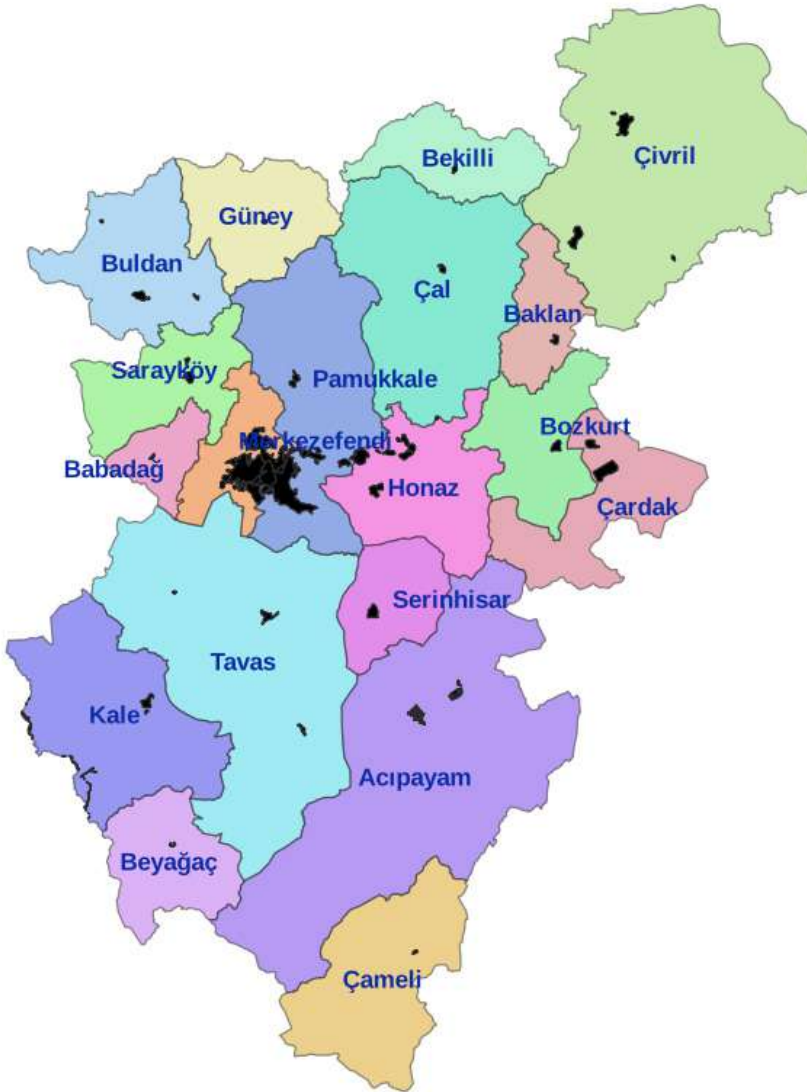 Bekilli
Çivril
Güney
Buldan
Çal
Baklan
Sarayköy
Pamukkale
Bozkurt
Merkezefendi
Babadağ
Honaz
Çardak
Serinhisar
Tavas
Kale
Acıpayam
Beyağaç
Çameli